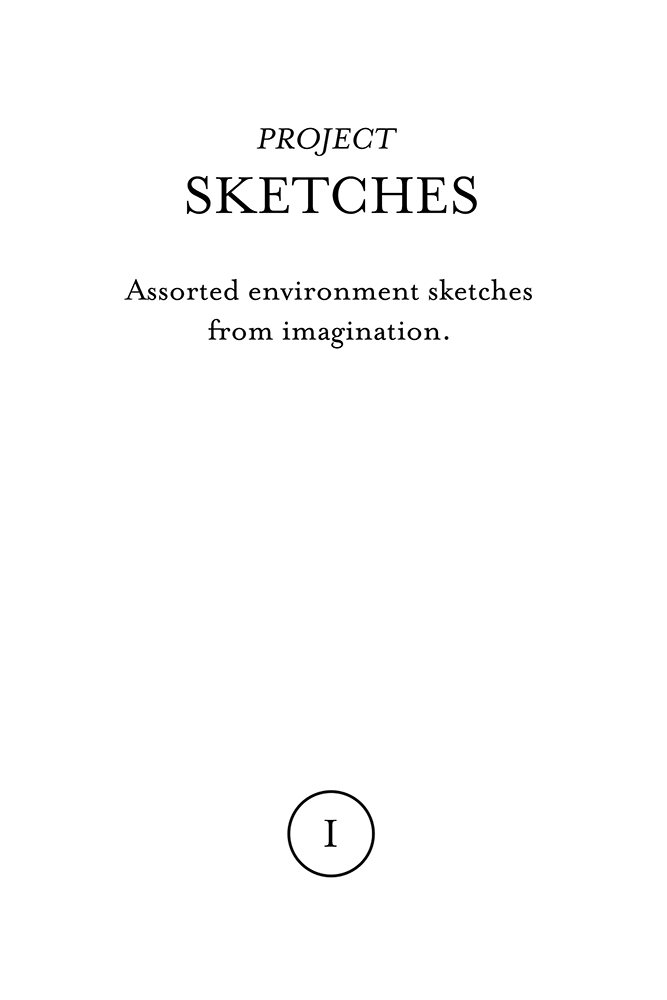 PROJECT
SKETCHES
Assorted environment sketches
from imagination.
I